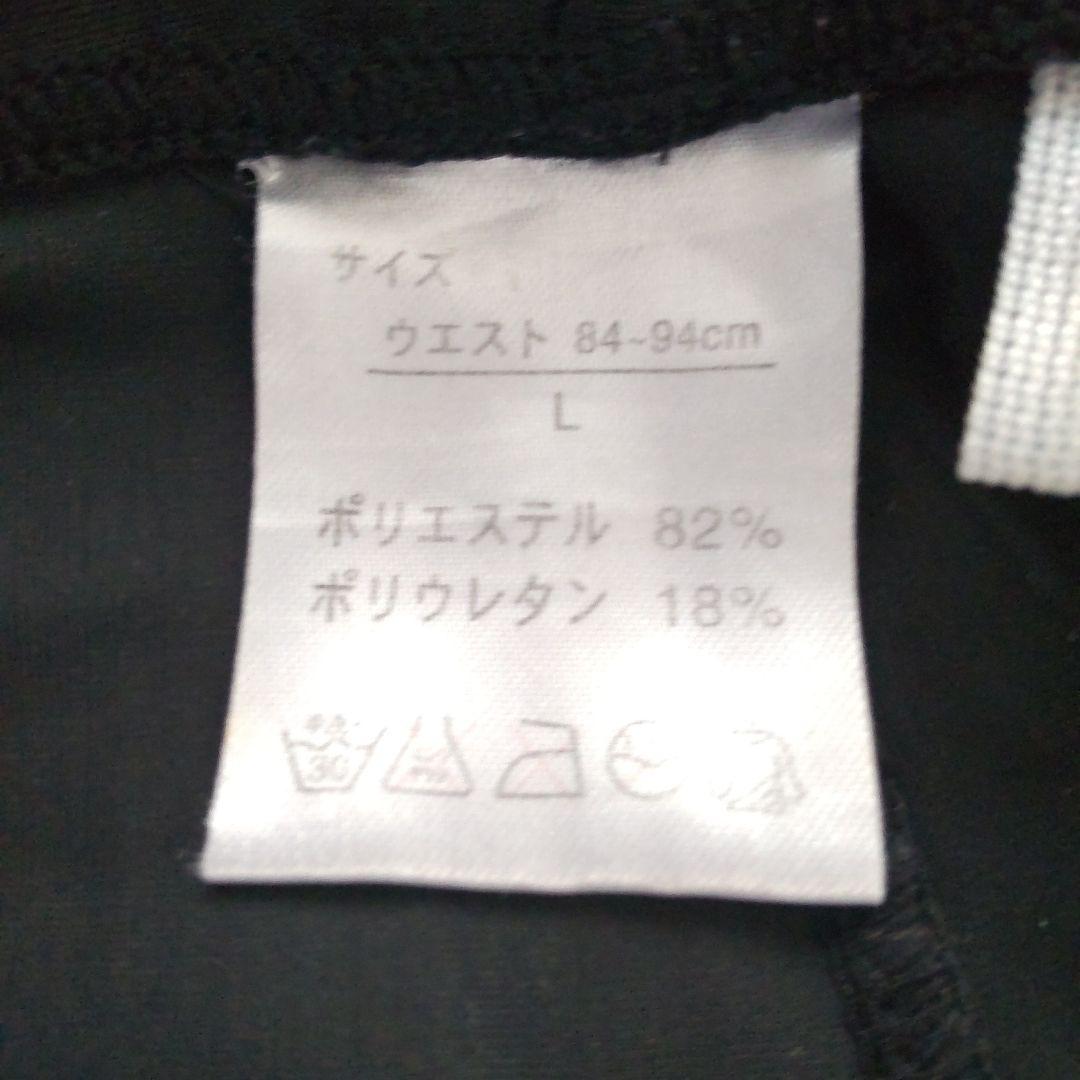 サイズ
ウエスト 84~94cm
L
ポリエステル 82%
ポリウレタン 18%
30